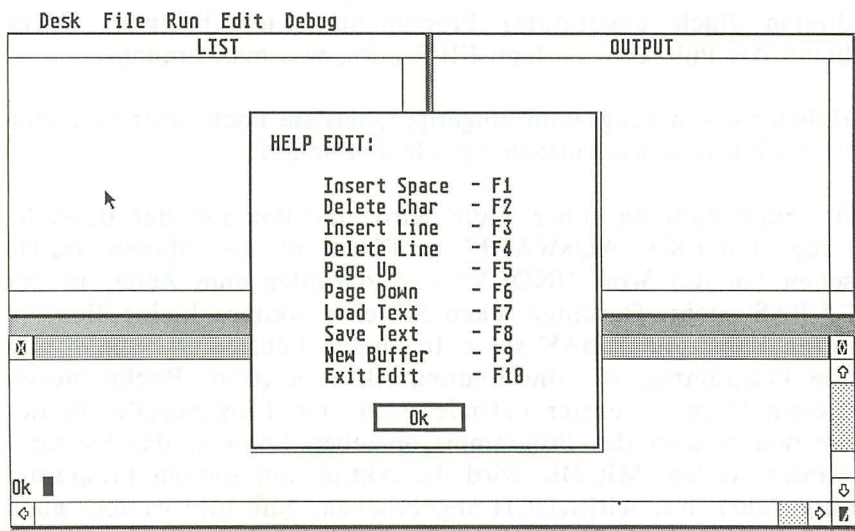 Desk File Run Edit Debug
LIST
OUTPUT
HELP EDIT:
Insert Space - F1
Delete Char - F2
Insert Line - F3
Delete Line - F4
Page Up - F5
Page Down - F6
Load Text - F7
Save Text - F8
New Buffer - F9
Exit Edit - F10
Ok
Ok